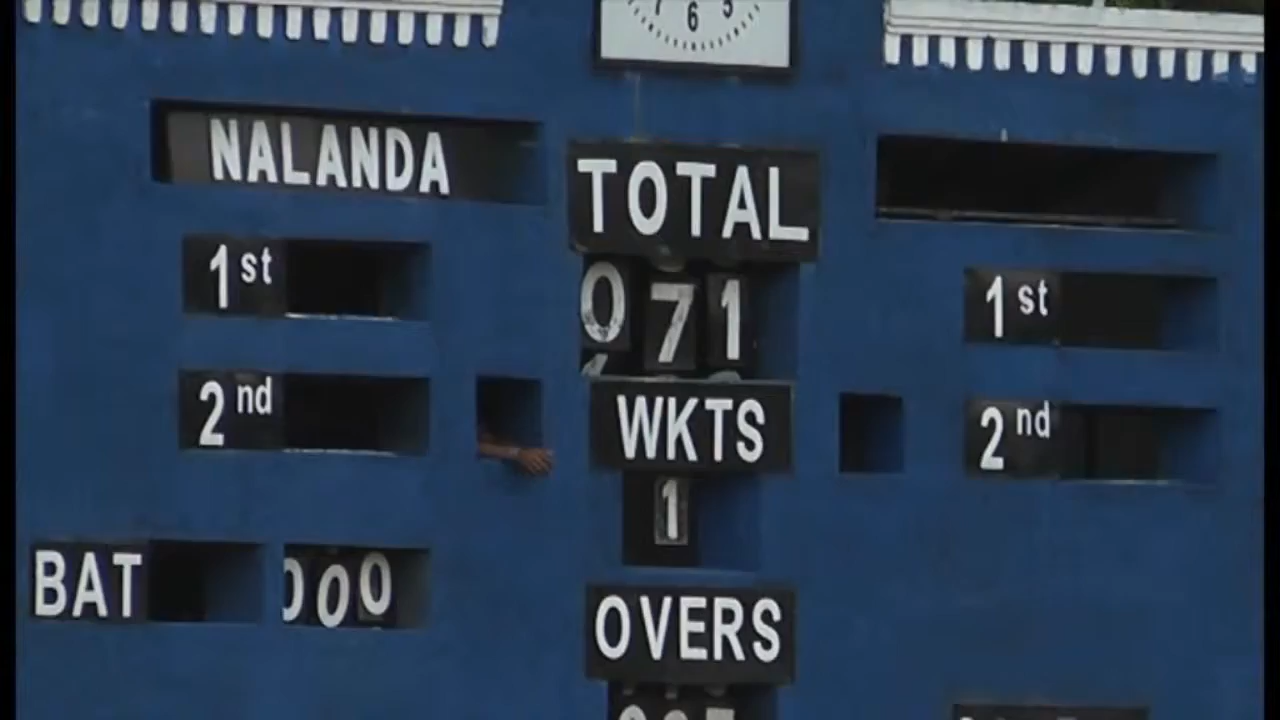 7 6 5
NALANDA
TOTAL
1st
071
1st
2nd
WKTS
2nd
1
BAT 000
OVERS